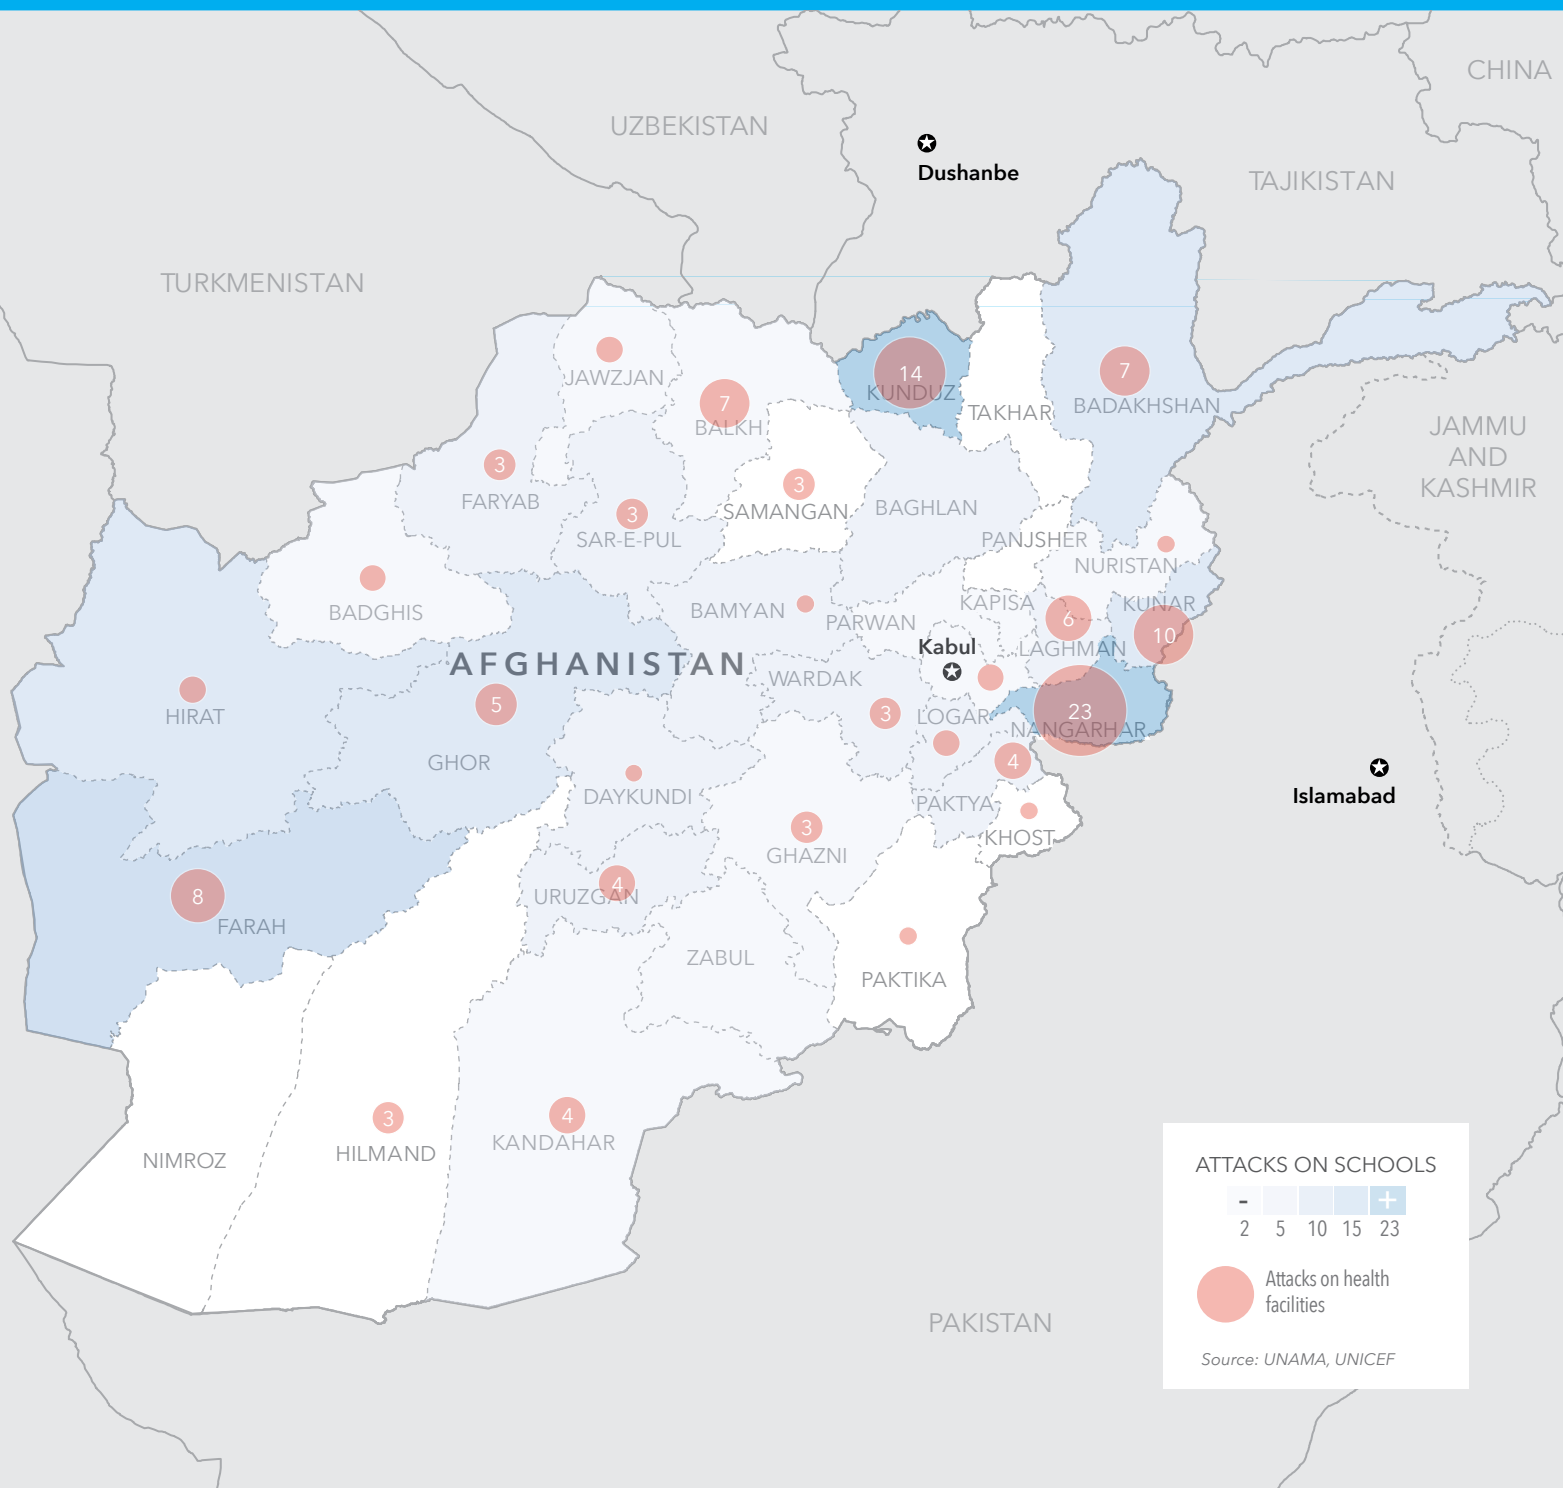 CHINA
UZBEKISTAN
Dushanbe
TAJIKISTAN
TURKMENISTAN
JAWZJAN
14
KUNDUZ
7
BADAKHSHAN
7
BALKH
TAKHAR
JAMMU
AND
KASHMIR
3
FARYAB
3
SAMANGAN
BAGHLAN
3
SAR-E-PUL
PANJSHER
NURISTAN
BADGHIS
BAMYAN
PARWAN
KAPISA
KUNAR
6
10
Kabul
LAGHMAN
AFGHANISTAN
WARDAK
HIRAT
5
3
LOGAR
23
NANGARHAR
GHOR
4
Islamabad
DAYKUNDI
PAKTYA
KHOST
3
GHAZNI
4
URUZGAN
8
FARAH
ZABUL
PAKTIKA
3
HILMAND
4
KANDAHAR
NIMROZ
PAKISTAN
ATTACKS ON SCHOOLS
- +
2 5 10 15 23
Attacks on health
facilities
Source: UNAMA, UNICEF